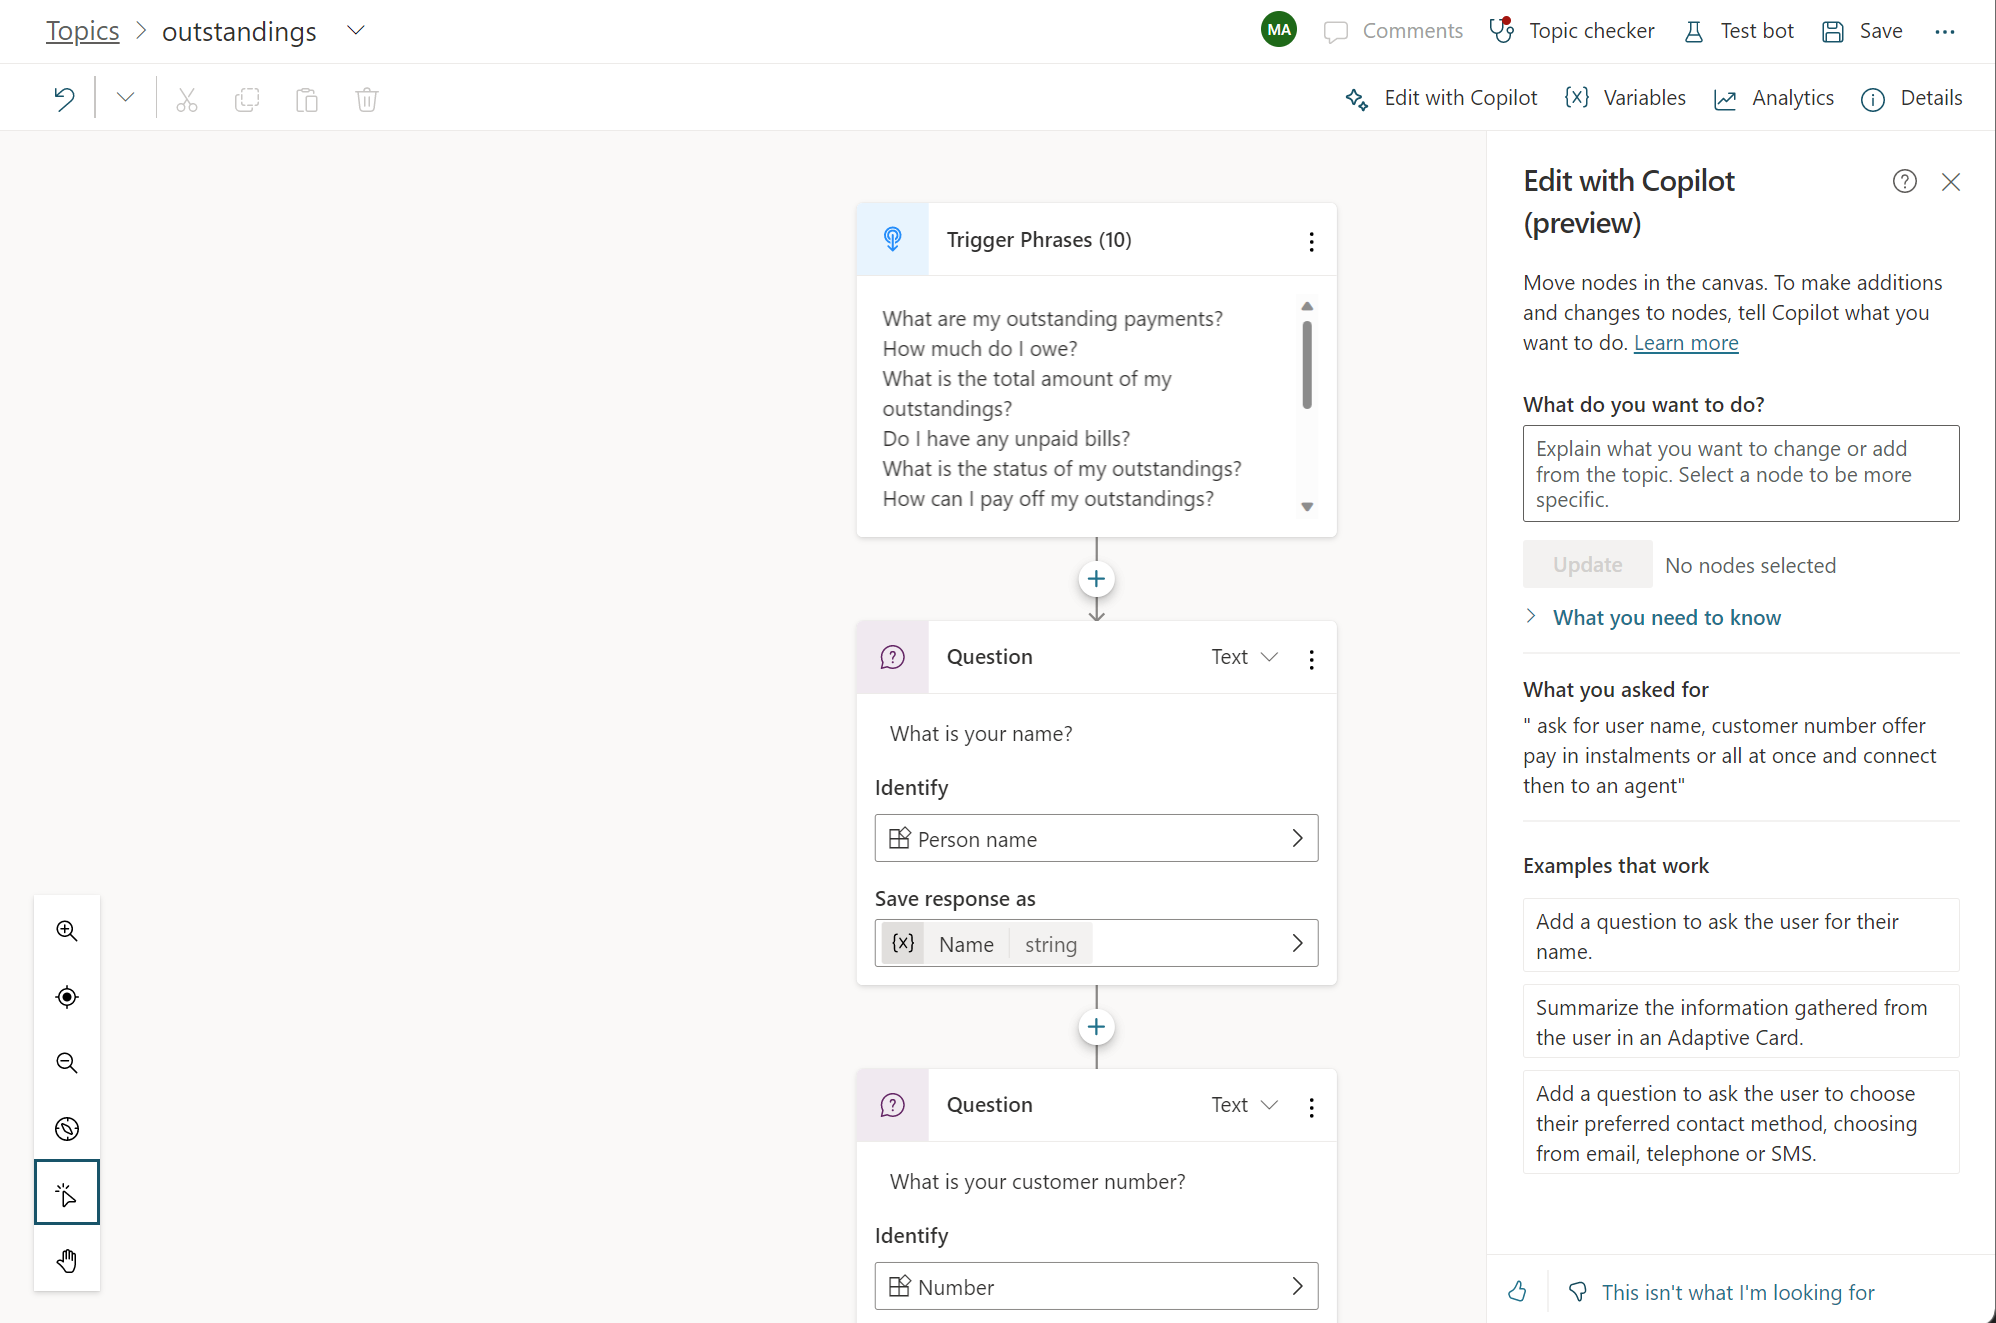 Topics > outstandings
MA Comments Topic checker Test bot Save ...
Edit with Copilot {x} Variables Analytics Details
Trigger Phrases (10)
What are my outstanding payments?
How much do I owe?
What is the total amount of my
outstandings?
Do I have any unpaid bills?
What is the status of my outstandings?
How can I pay off my outstandings?
Question Text
What is your name?
Identify
Person name
Save response as
{x} Name string
Question Text
What is your customer number?
Identify
Number
Edit with Copilot
(preview)
Move nodes in the canvas. To make additions
and changes to nodes, tell Copilot what you
want to do. Learn more
What do you want to do?
Explain what you want to change or add
from the topic. Select a node to be more
specific.
Update No nodes selected
What you need to know
What you asked for
" ask for user name, customer number offer
pay in instalments or all at once and connect
then to an agent"
Examples that work
Add a question to ask the user for their
name.
Summarize the information gathered from
the user in an Adaptive Card.
Add a question to ask the user to choose
their preferred contact method, choosing
from email, telephone or SMS.
This isn't what I'm looking for